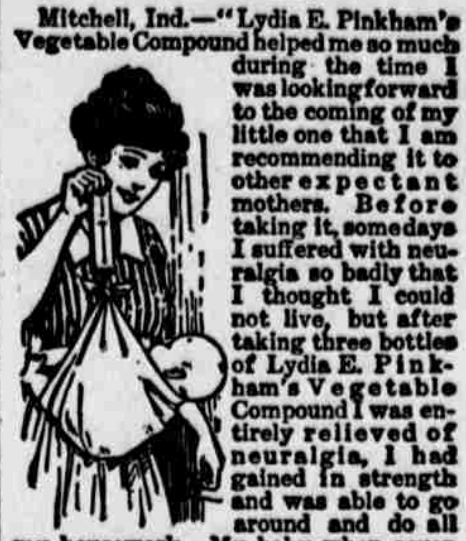 Mitchell, Ind.—"Lydia E. Pinkham's
Vegetable Compound helped me so much
during the time I
was looking forward
to the coming of my
little one that I am
recommending it to
other expectant
mothers. Before
taking it, some days
I suffered with neu-
ralgia so badly that
I thought I could
not live, but after
taking three bottles
of Lydia E. Pink-
ham's Vegetable
Compound I was en-
tirely relieved of
neuralgia, I had
gained in strength
and was able to go
around and do all